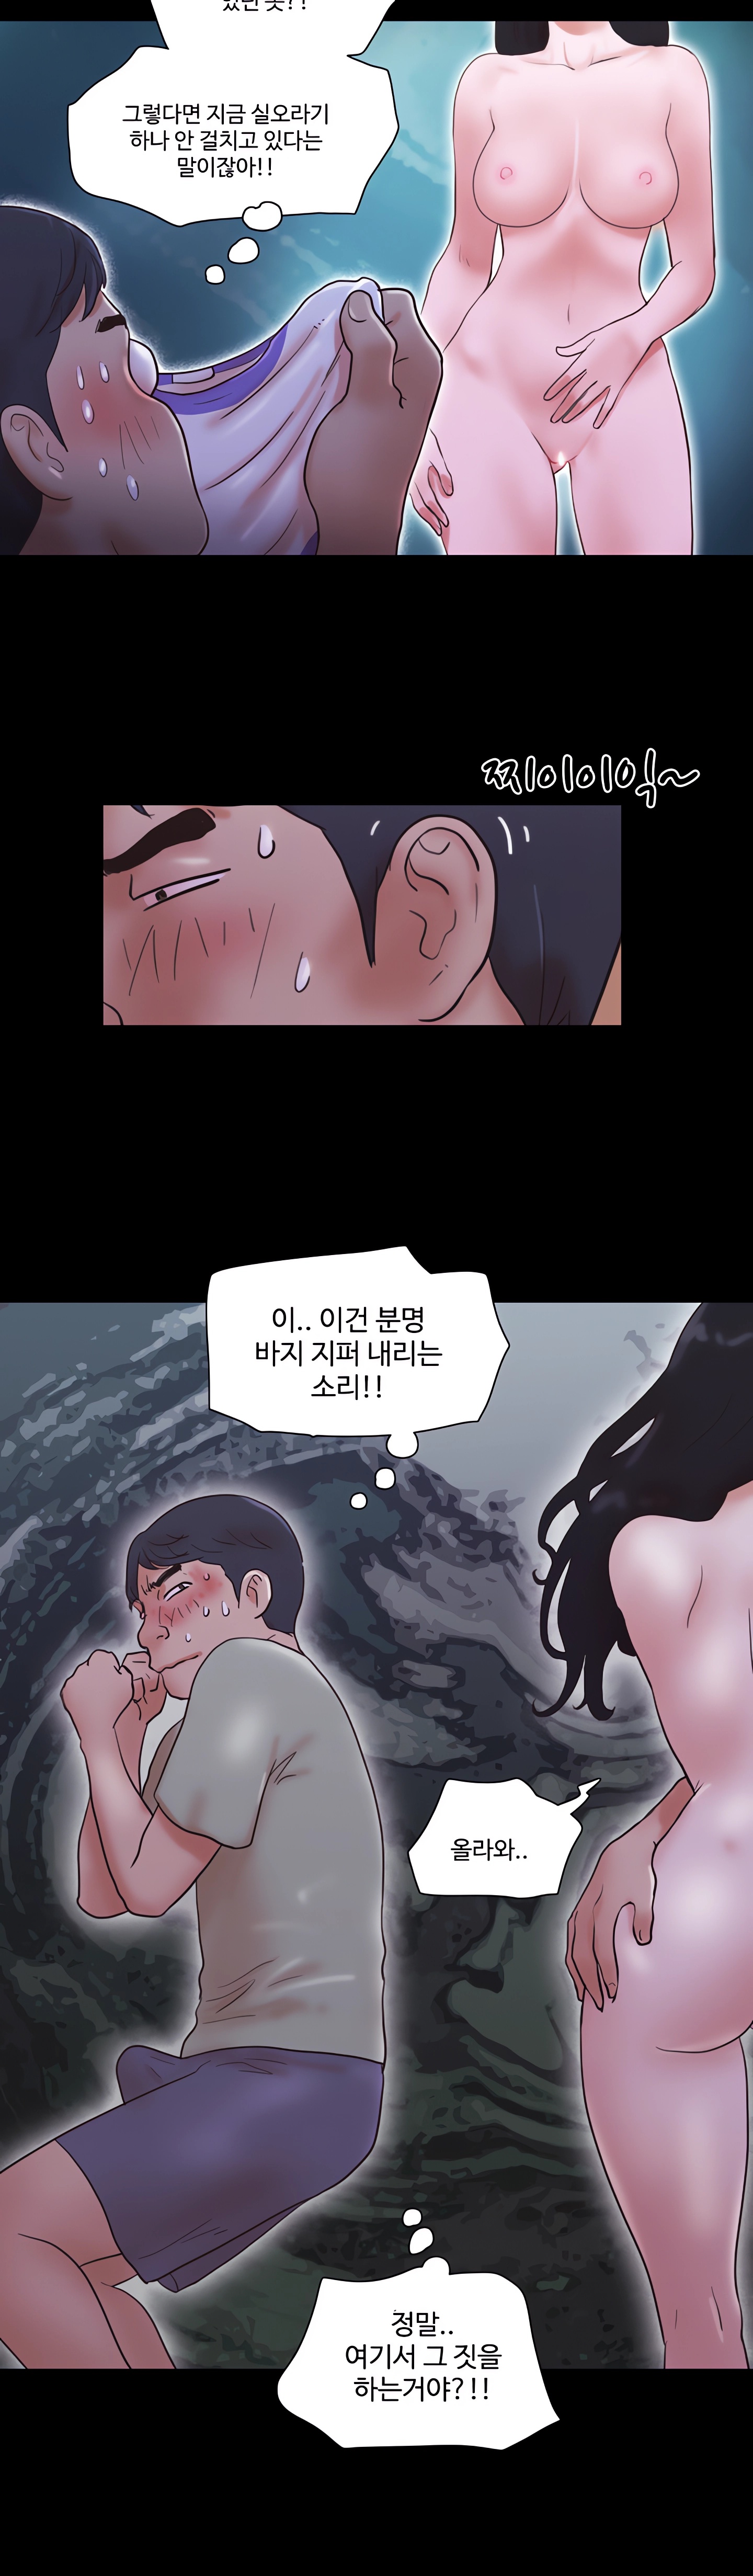 그렇다면 지금 실오라기
하나 안 걸치고 있다는
말이잖아!!
찌이이이익~
이.. 이건 분명
바지 지퍼 내리는
소리!!
올라와..
정말..
여기서 그 짓을
하는거야?!!